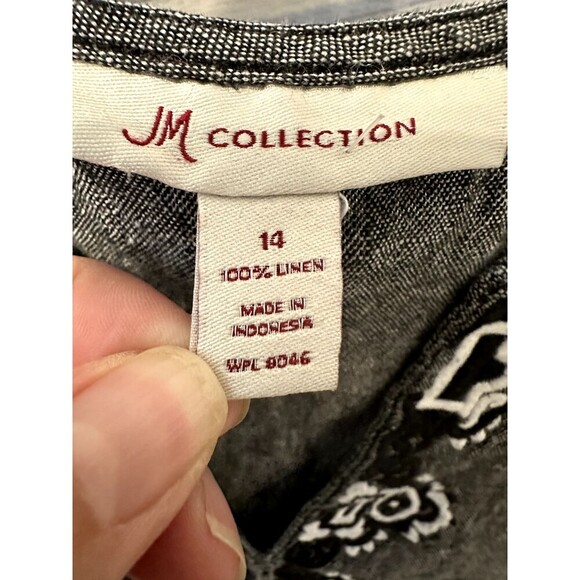 JM COLLECTION
14
100% LINEN
MADE IN
INDONESIA
WPL 8046